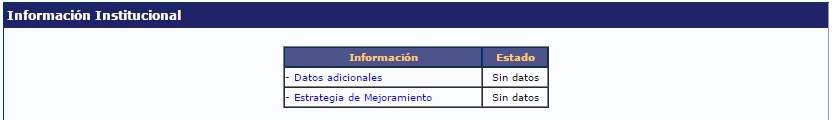 Información Institucional
Información Estado
- Datos adicionales Sin datos
- Estrategia de Mejoramiento Sin datos